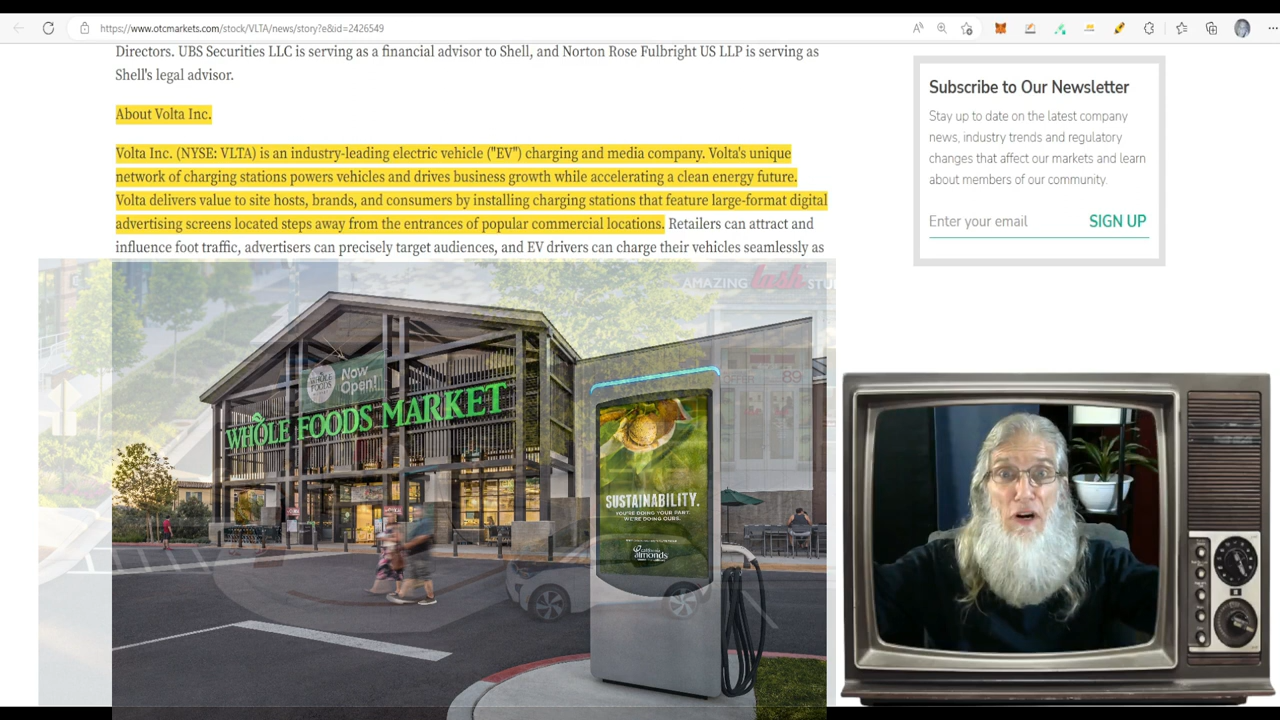 https://www.otcmarkets.com/stock/VLTA/news/story?e&id=2426549
Directors. UBS Securities LLC is serving as a financial advisor to Shell, and Norton Rose Fulbright US LLP is serving as
Shell's legal advisor.
About Volta Inc.
Volta Inc. (NYSE: VLTA) is an industry-leading electric vehicle ("EV") charging and media company. Volta's unique
network of charging stations powers vehicles and drives business growth while accelerating a clean energy future.
Volta delivers value to site hosts, brands, and consumers by installing charging stations that feature large-format digital
advertising screens located steps away from the entrances of popular commercial locations. Retailers can attract and
influence foot traffic, advertisers can precisely target audiences, and EV drivers can charge their vehicles seamlessly as
Subscribe to Our Newsletter
Stay up to date on the latest company
news, industry trends and regulatory
changes that affect our markets and learn
about members of our community.
Enter your email
SIGN UP
AMAZING lash STU
WHOLE FOODS
Now
Open!
WHOLE FOODS MARKET
89
SUSTAINABILITY.
YOU'RE DOING YOUR PART.
WE'RE DOING OURS.
california
almonds